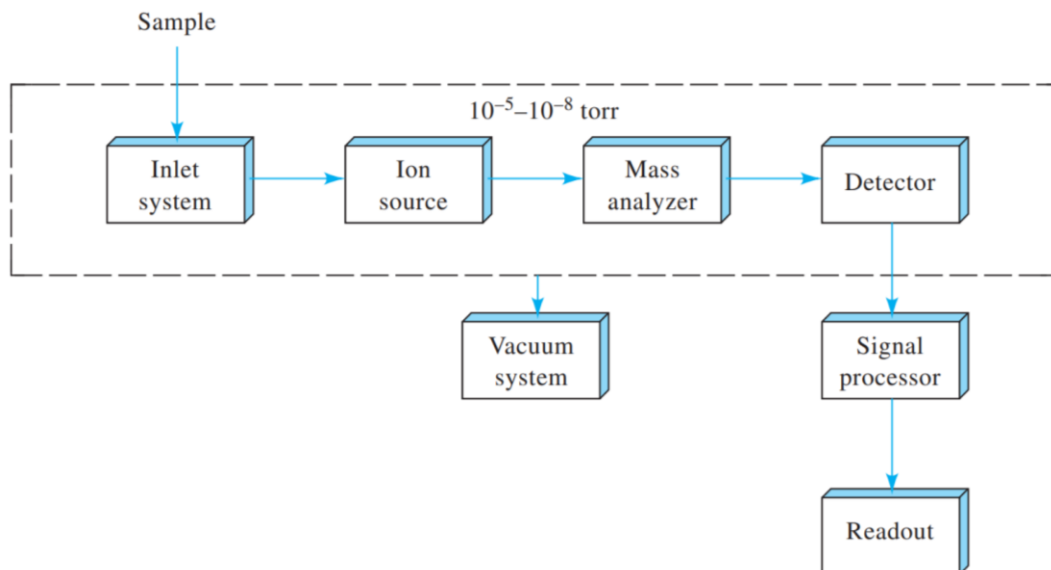 Sample
10⁻⁵–10⁻⁸ torr
Inlet
system
Ion
source
Mass
analyzer
Detector
Vacuum
system
Signal
processor
Readout